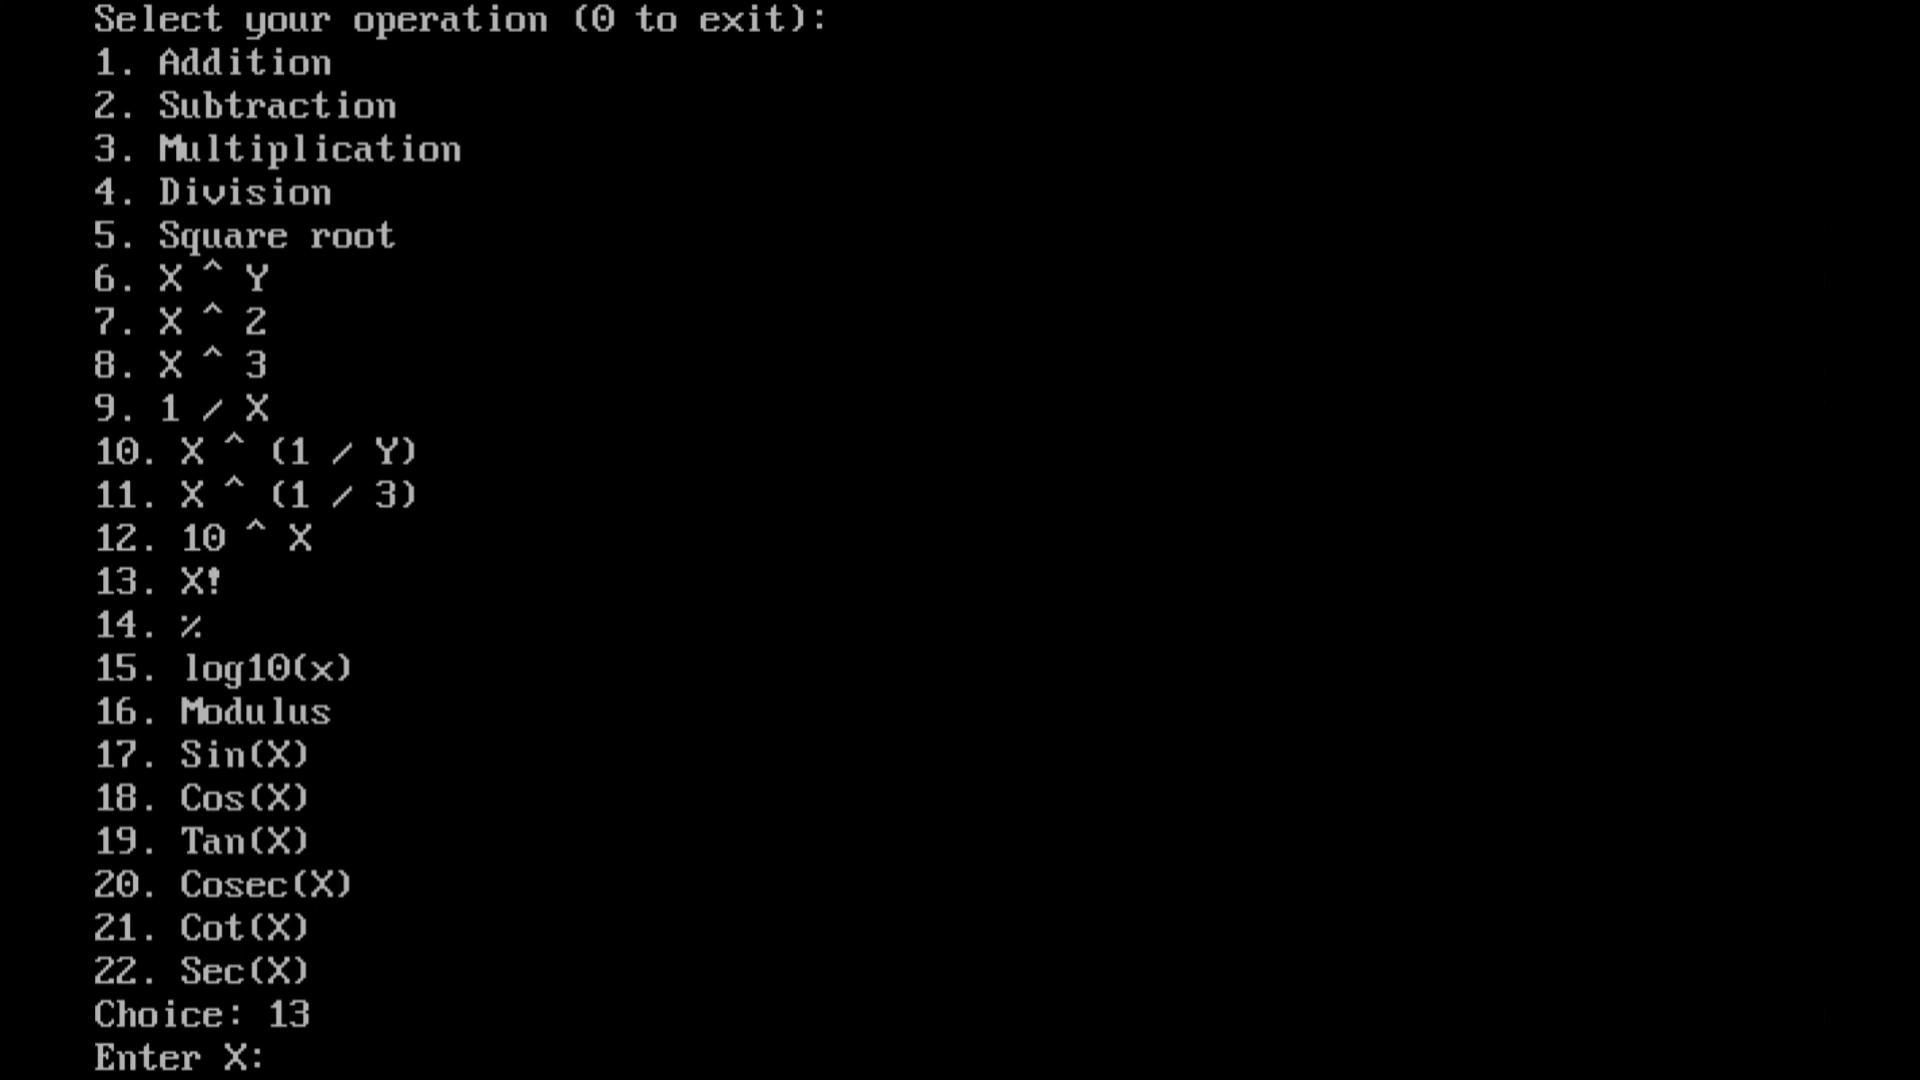 Select your operation (0 to exit):
1. Addition
2. Subtraction
3. Multiplication
4. Division
5. Square root
6. X ^ Y
7. X ^ 2
8. X ^ 3
9. 1 / X
10. X ^ (1 / Y)
11. X ^ (1 / 3)
12. 10 ^ X
13. X!
14. %
15. log10(x)
16. Modulus
17. Sin(X)
18. Cos(X)
19. Tan(X)
20. Cosec(X)
21. Cot(X)
22. Sec(X)
Choice: 13
Enter X: